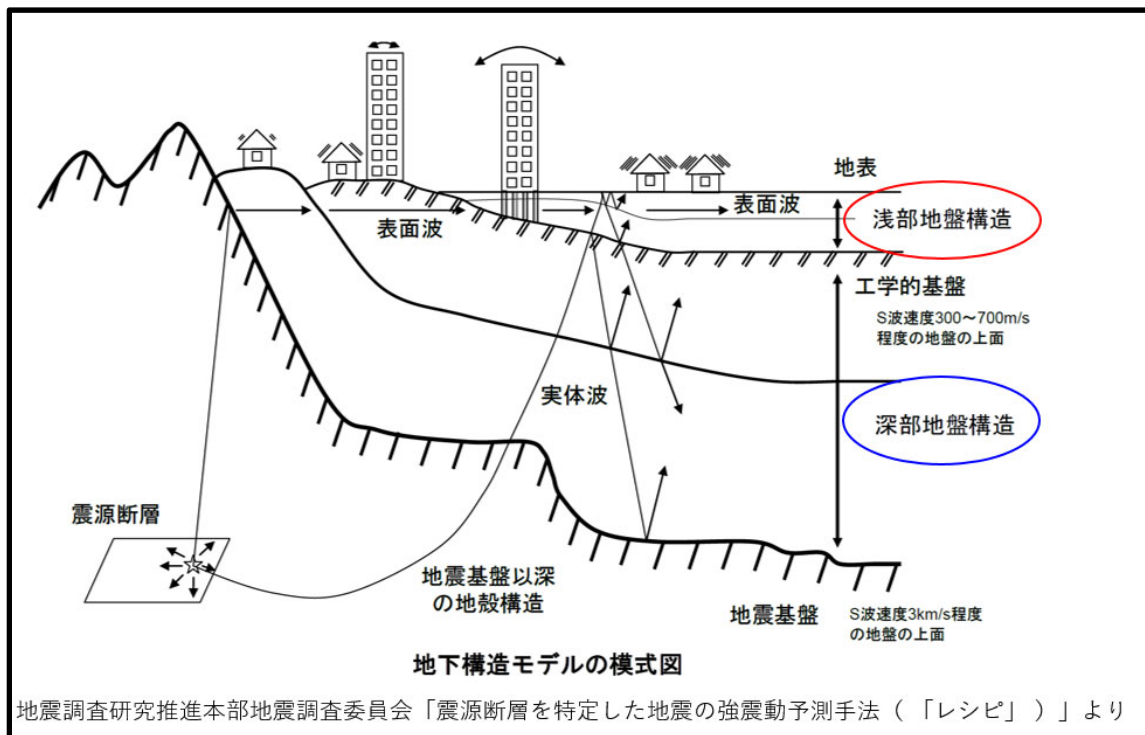 地表
表面波
表面波
浅部地盤構造
工学的基盤
S波速度300～700m/s
程度の地盤の上面
実体波
深部地盤構造
震源断層
地震基盤以深
の地殻構造
地震基盤
S波速度3km/s程度
の地盤の上面
地下構造モデルの模式図
地震調査研究推進本部地震調査委員会「震源断層を特定した地震の強震動予測手法（ 「レシピ」 ）」より